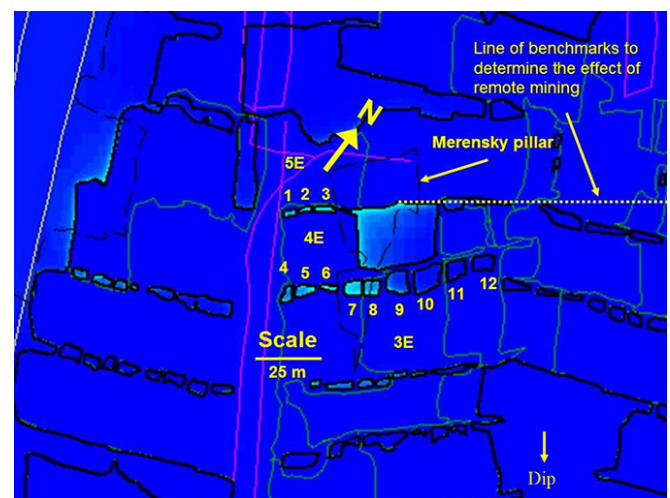 Line of benchmarks to
determine the effect of
remote mining
N
Merensky pillar
5E
1 2 3
4E
4 5 6
7 8 9 10 11 12
3E
Scale
25 m
Dip